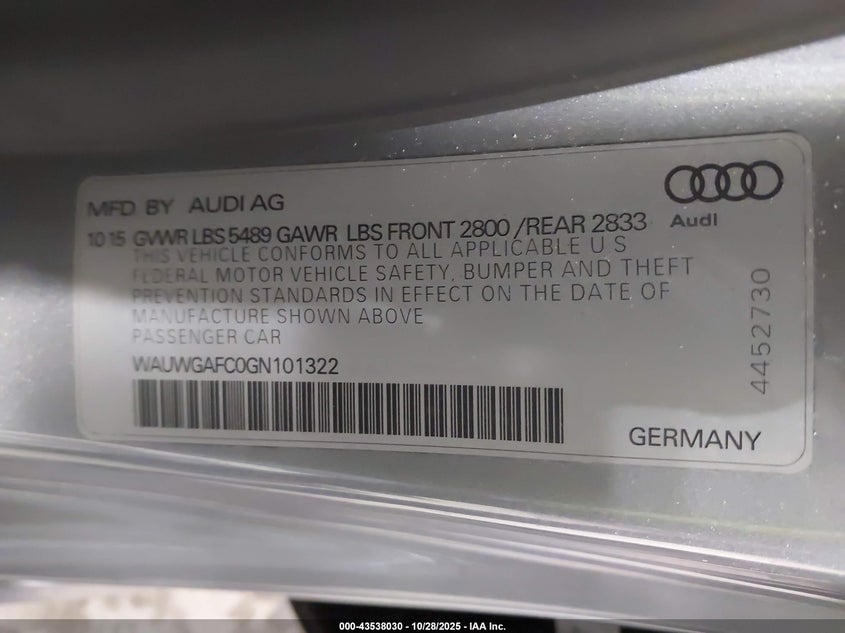 MFD BY AUDI AG
Audi
10 15 GVWR LBS 5489 GAWR LBS FRONT 2800 / REAR 2833
THIS VEHICLE CONFORMS TO ALL APPLICABLE U S
FEDERAL MOTOR VEHICLE SAFETY, BUMPER AND THEFT
PREVENTION STANDARDS IN EFFECT ON THE DATE OF
MANUFACTURE SHOWN ABOVE
PASSENGER CAR
WAUWGAFC0GN101322
4452730
GERMANY
000-43538030 - 10/28/2025 - IAA Inc.